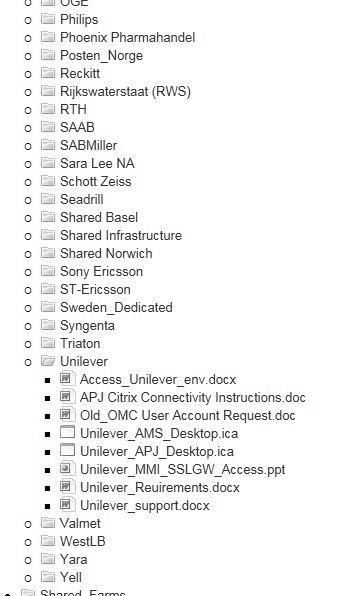 OGE
Philips
Phoenix Pharmahandel
Posten_Norge
Reckitt
Rijkswaterstaat (RWS)
RTH
SAAB
SABMiller
Sara Lee NA
Schott Zeiss
Seadrill
Shared Basel
Shared Infrastructure
Shared Norwich
Sony Ericsson
ST-Ericsson
Sweden_Dedicated
Syngenta
Triaton
Unilever
Access_Unilever_env.docx
APJ Citrix Connectivity Instructions.doc
Old_OMC User Account Request.doc
Unilever_AMS_Desktop.ica
Unilever_APJ_Desktop.ica
Unilever_MMI_SSLGW_Access.ppt
Unilever_Reuirements.docx
Unilever_support.docx
Valmet
WestLB
Yara
Yell
Shared_Farms